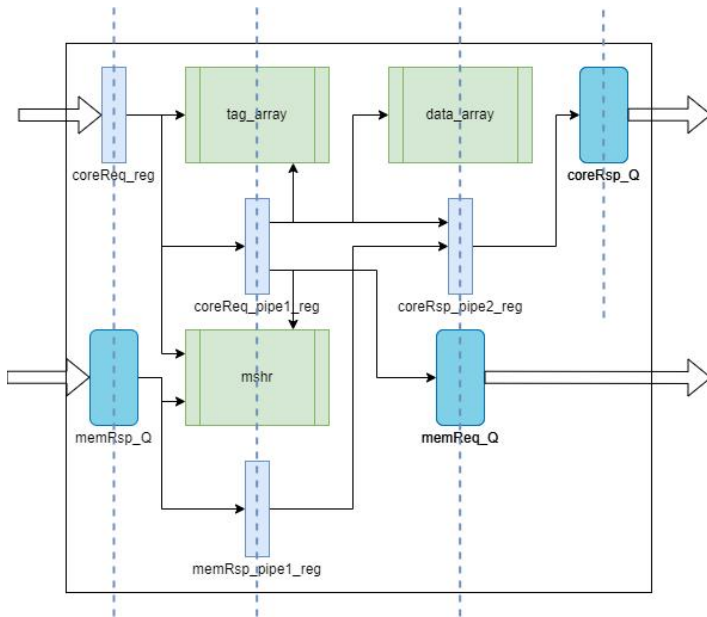 tag_array
data_array
coreReq_reg
coreRsp_Q
coreReq_pipe1_reg
coreRsp_pipe2_reg
mshr
memRsp_Q
memReq_Q
memRsp_pipe1_reg